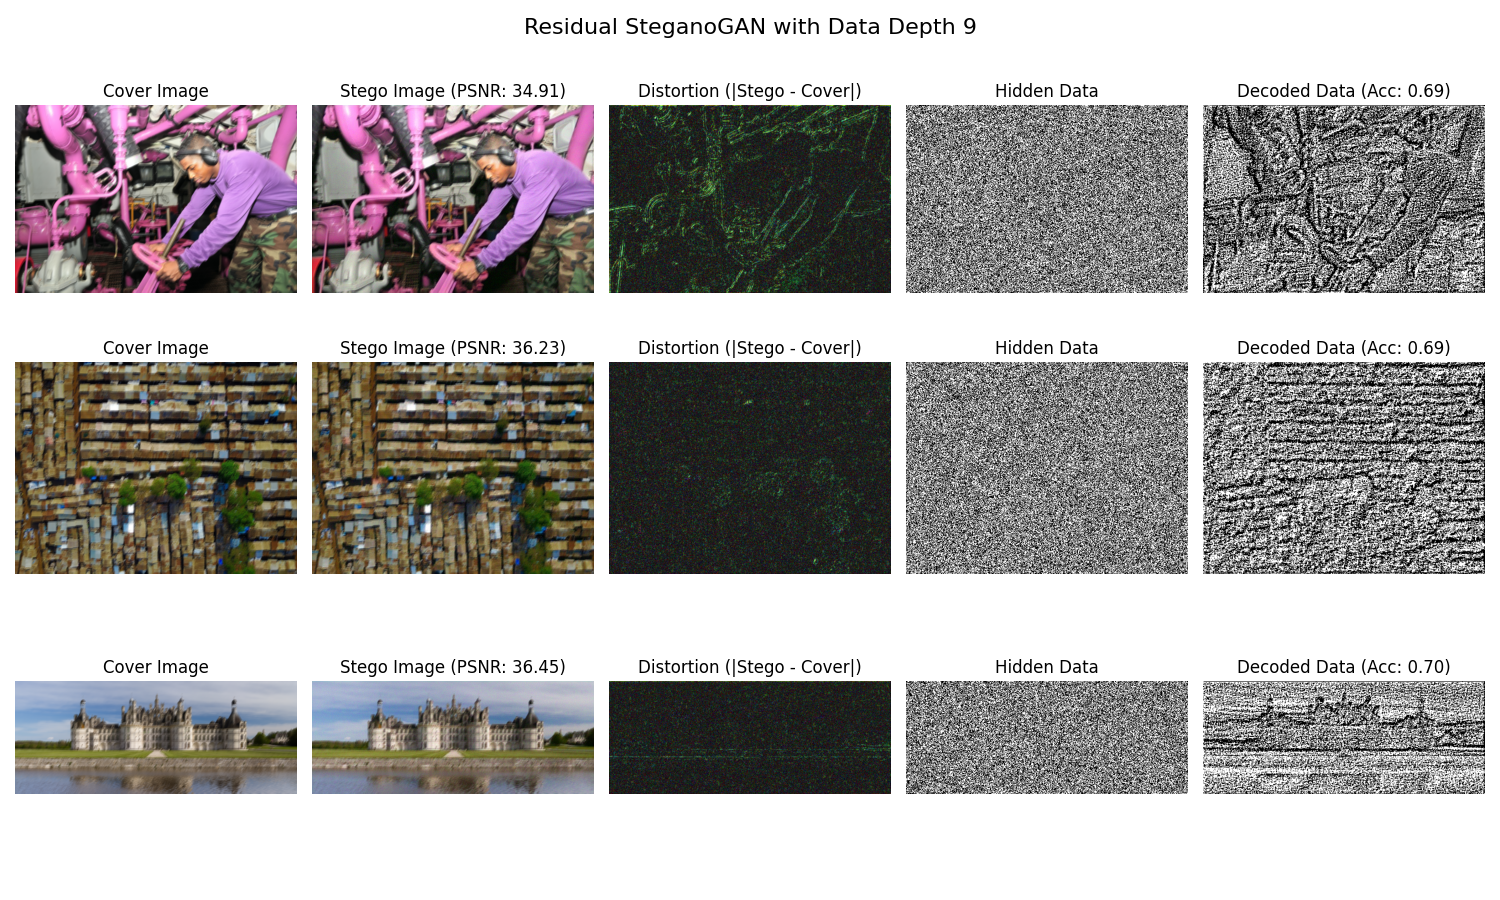 Residual SteganoGAN with Data Depth 9
Cover Image
Stego Image (PSNR: 34.91)
Distortion (|Stego - Cover|)
Hidden Data
Decoded Data (Acc: 0.69)
Cover Image
Stego Image (PSNR: 36.23)
Distortion (|Stego - Cover|)
Hidden Data
Decoded Data (Acc: 0.69)
Cover Image
Stego Image (PSNR: 36.45)
Distortion (|Stego - Cover|)
Hidden Data
Decoded Data (Acc: 0.70)